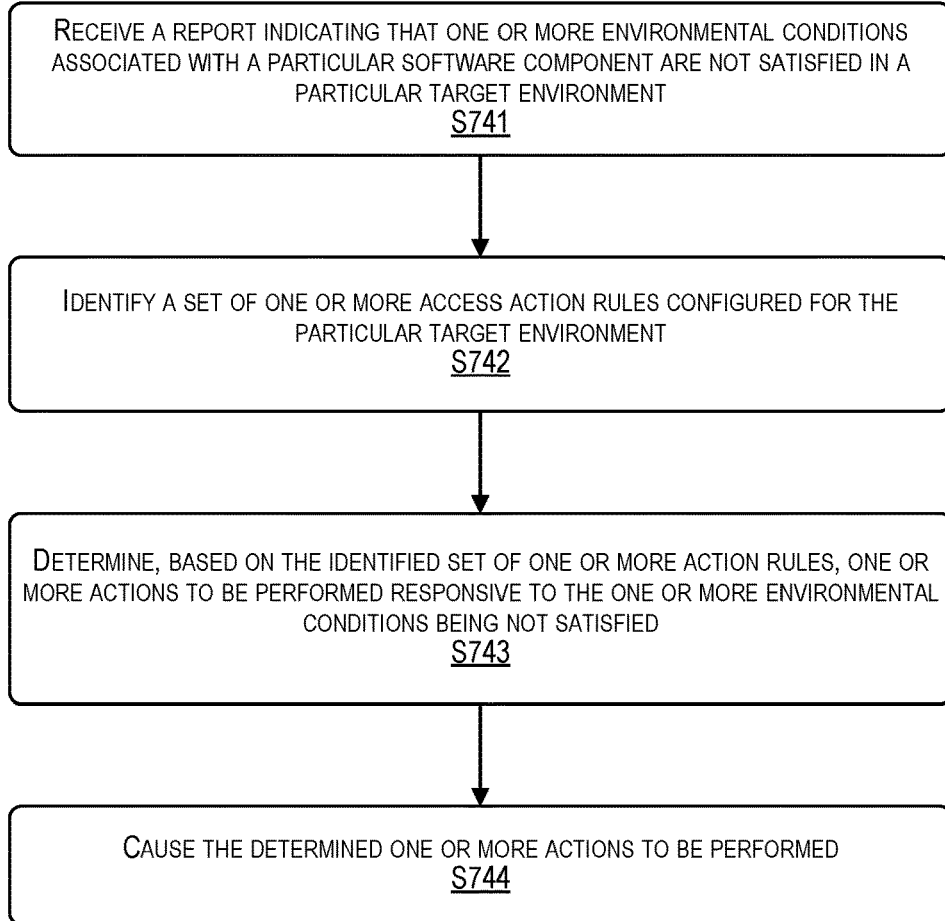 RECEIVE A REPORT INDICATING THAT ONE OR MORE ENVIRONMENTAL CONDITIONS
ASSOCIATED WITH A PARTICULAR SOFTWARE COMPONENT ARE NOT SATISFIED IN A
PARTICULAR TARGET ENVIRONMENT
S741
IDENTIFY A SET OF ONE OR MORE ACCESS ACTION RULES CONFIGURED FOR THE
PARTICULAR TARGET ENVIRONMENT
S742
DETERMINE, BASED ON THE IDENTIFIED SET OF ONE OR MORE ACTION RULES, ONE OR
MORE ACTIONS TO BE PERFORMED RESPONSIVE TO THE ONE OR MORE ENVIRONMENTAL
CONDITIONS BEING NOT SATISFIED
S743
CAUSE THE DETERMINED ONE OR MORE ACTIONS TO BE PERFORMED
S744